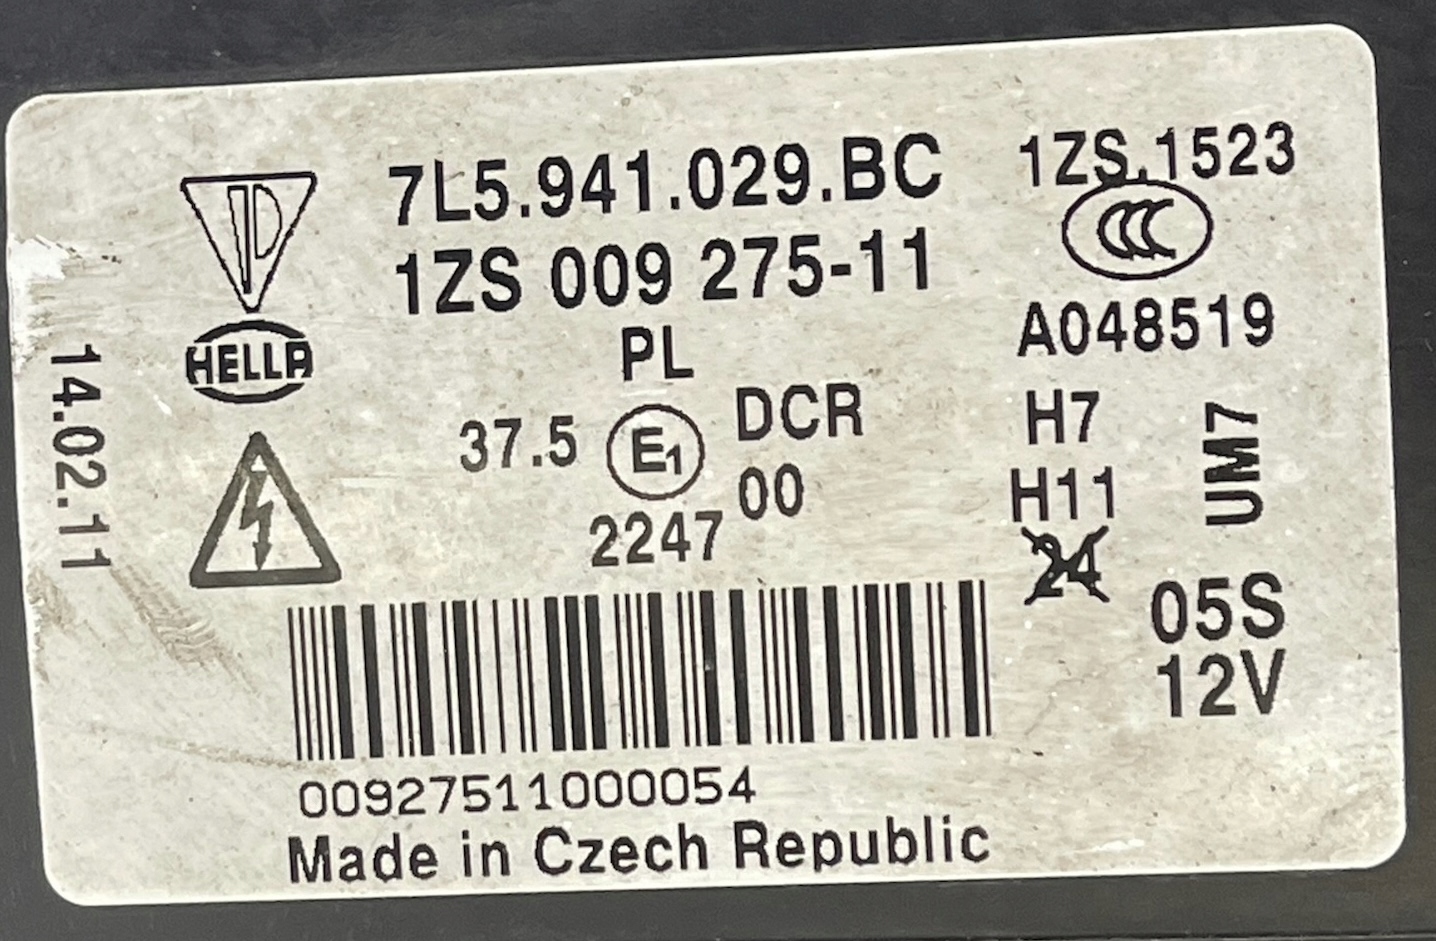 7L5.941.029.BC
1ZS 009 275-11
1ZS.1523
CCC
A048519
HELLA
PL
37.5 E1 DCR
00
2247
H7
H11
24
UM7
05S
12V
14.02.11
00927511000054
Made in Czech Republic